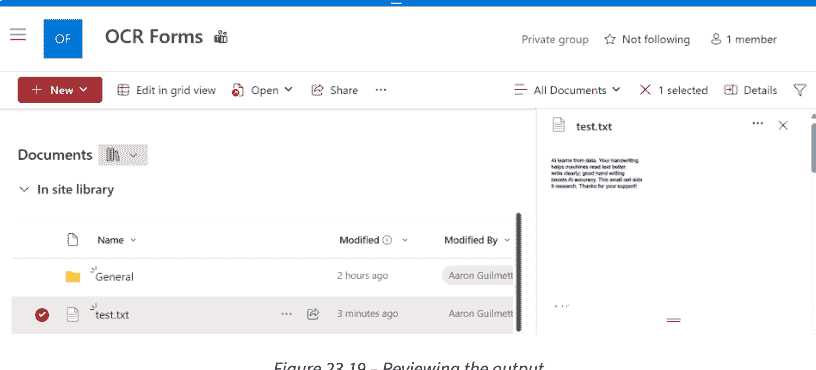 OF
OCR Forms
Private group
Not following
1 member
New
Edit in grid view
Open
Share
All Documents
1 selected
Details
Documents
In site library
Name
Modified
Modified By
General
2 hours ago
Aaron Guilmett
test.txt
3 minutes ago
Aaron Guilmett
test.txt
AI learns from data. Your handwriting
helps machines read text better.
write clearly; good hand writing
boosts AI accuracy. This small act aids
research. Thanks for your support!
Figure 23.19 – Reviewing the output